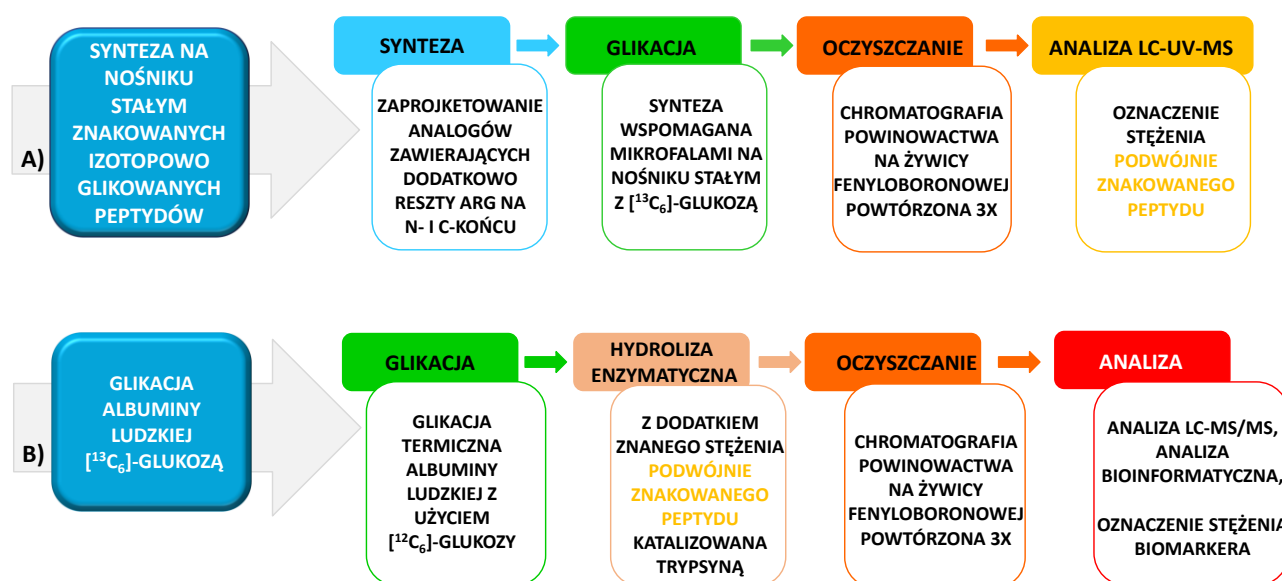 A)
SYNTEZA NA
NOŚNIKU
STAŁYM
ZNAKOWANYCH
IZOTOPOWO
GLIKOWANYCH
PEPTYDÓW
SYNTEZA
ZAPROJKETOWANIE
ANALOGÓW
ZAWIERAJĄCYCH
DODATKOWO
RESZTY ARG NA
N- I C-KOŃCU
GLIKACJA
SYNTEZA
WSPOMAGANA
MIKROFALAMI NA
NOŚNIKU STAŁYM
Z [¹³C₆]-GLUKOZĄ
OCZYSZCZANIE
CHROMATOGRAFIA
POWINOWACTWA
NA ŻYWICY
FENYLOBORONOWEJ
POWTÓRZONA 3X
ANALIZA LC-UV-MS
OZNACZENIE
STĘŻENIA
PODWÓJNIE
ZNAKOWANEGO
PEPTYDU
B)
GLIKACJA
ALBUMINY
LUDZKIEJ
[¹³C₆]-GLUKOZĄ
GLIKACJA
GLIKACJA
TERMICZNA
ALBUMINY
LUDZKIEJ Z
UŻYCIEM
[¹²C₆]-GLUKOZY
HYDROLIZA
ENZYMATYCZNA
Z DODATKIEM
ZNANEGO STĘŻENIA
PODWÓJNIE
ZNAKOWANEGO
PEPTYDU
KATALIZOWANA
TRYPSYNĄ
OCZYSZCZANIE
CHROMATOGRAFIA
POWINOWACTWA
NA ŻYWICY
FENYLOBORONOWEJ
POWTÓRZONA 3X
ANALIZA
ANALIZA LC-MS/MS,
ANALIZA
BIOINFORMATYCZNA,
OZNACZENIE STĘŻENIA
BIOMARKERA